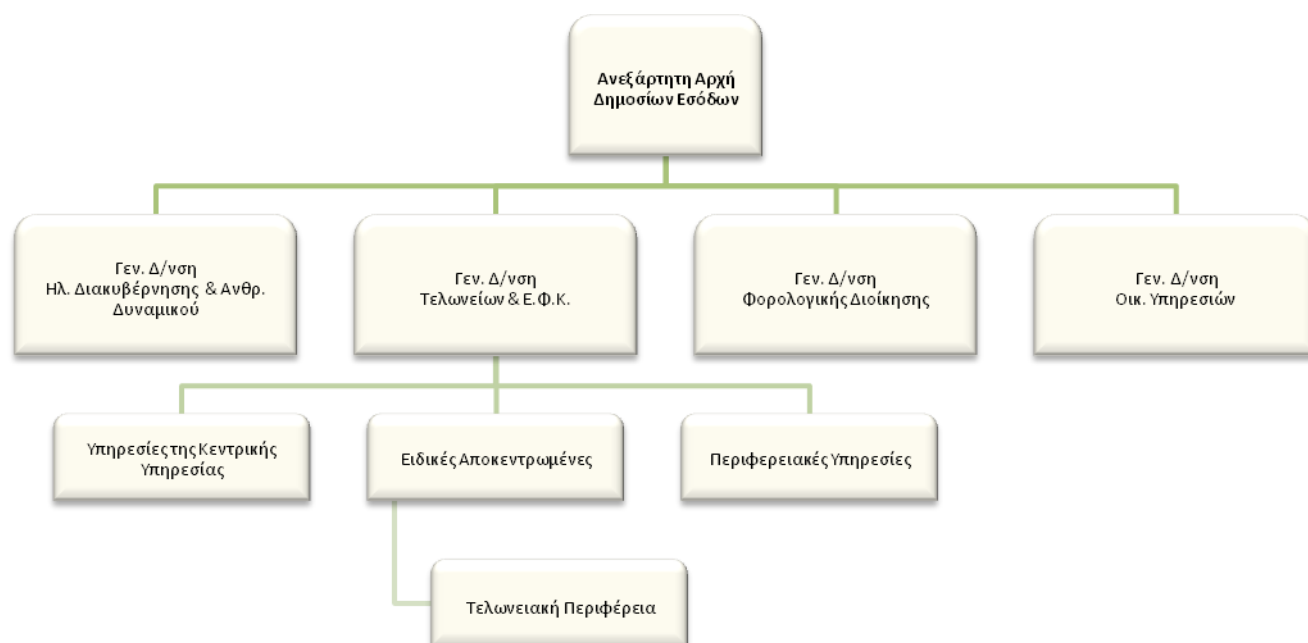 Ανεξάρτητη Αρχή
Δημοσίων Εσόδων
Γεν. Δ/νση
Ηλ. Διακυβέρνησης & Ανθρ.
Δυναμικού
Γεν. Δ/νση
Τελωνείων & Ε.Φ.Κ.
Γεν. Δ/νση
Φορολογικής Διοίκησης
Γεν. Δ/νση
Οικ. Υπηρεσιών
Υπηρεσίες της Κεντρικής
Υπηρεσίας
Ειδικές Αποκεντρωμένες
Περιφερειακές Υπηρεσίες
Τελωνειακή Περιφέρεια